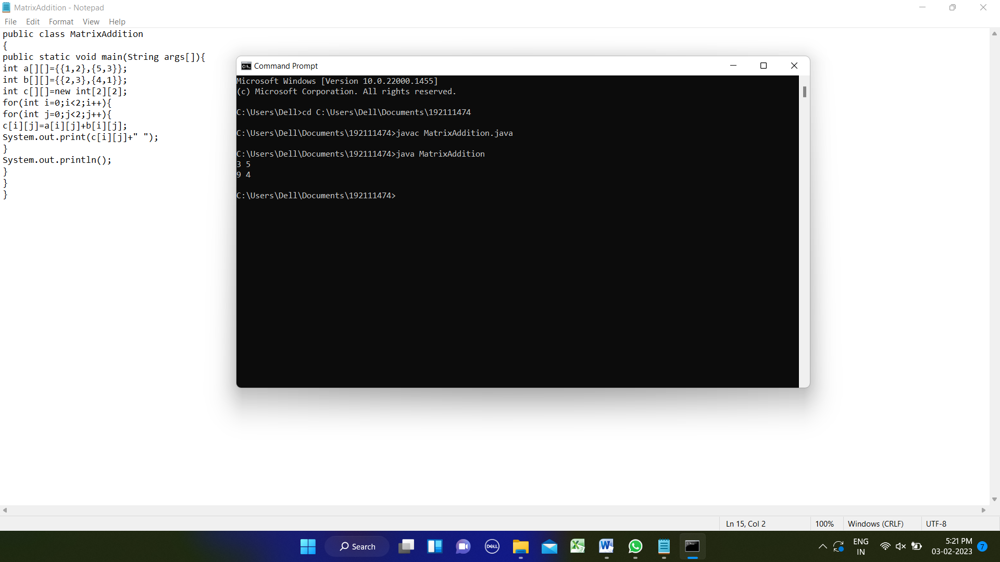 MatrixAddition - Notepad
File Edit Format View Help
public class MatrixAddition
{
public static void main(String args[]){
int a[][]={{1,2},{5,3}};
int b[][]={{2,3},{4,1}};
int c[][]=new int[2][2];
for(int i=0;i<2;i++){
for(int j=0;j<2;j++){
c[i][j]=a[i][j]+b[i][j];
System.out.print(c[i][j]+" ");
}
System.out.println();
}
}
}
Command Prompt
Microsoft Windows [Version 10.0.22000.1455]
(c) Microsoft Corporation. All rights reserved.
C:\Users\Dell>cd C:\Users\Dell\Documents\192111474
C:\Users\Dell\Documents\192111474>javac MatrixAddition.java
C:\Users\Dell\Documents\192111474>java MatrixAddition
3 5
9 4
C:\Users\Dell\Documents\192111474>
Ln 15, Col 2 100% Windows (CRLF) UTF-8
Search
DELL
ENG
IN
5:21 PM
03-02-2023
7